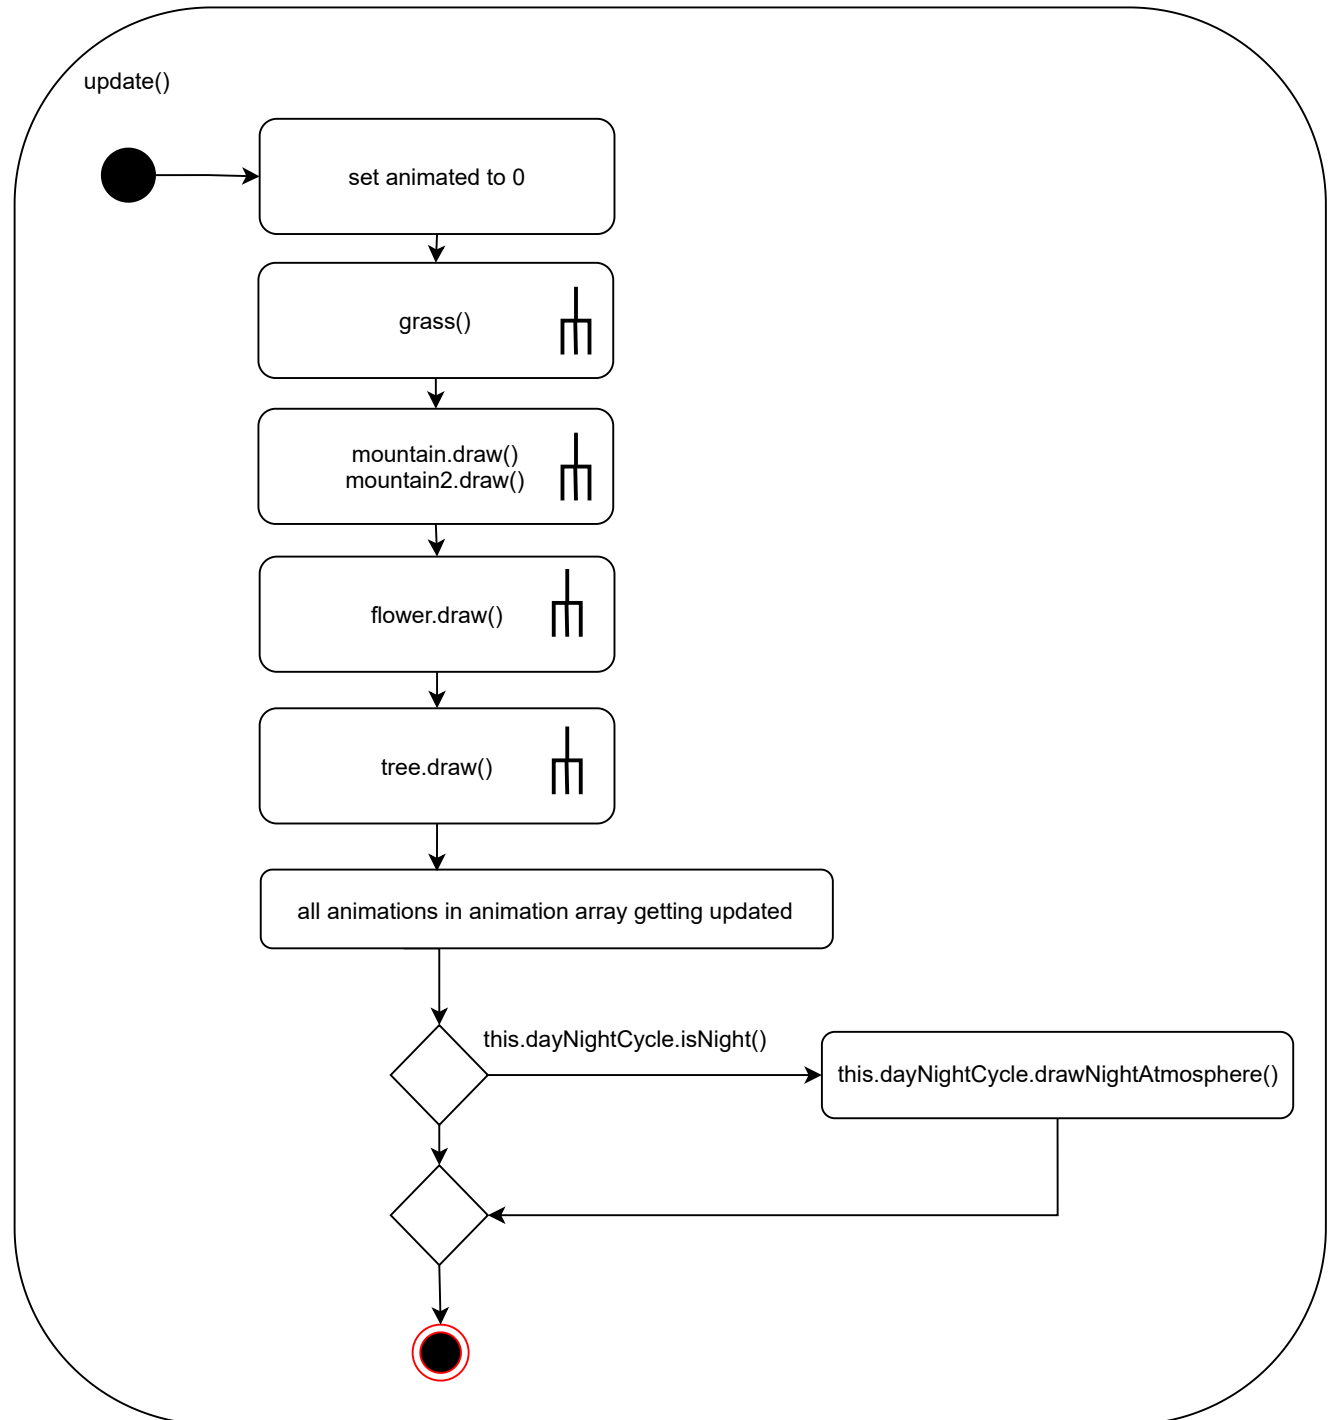 update()
set animated to 0
grass()
mountain.draw()
mountain2.draw()
flower.draw()
tree.draw()
all animations in animation array getting updated
this.dayNightCycle.isNight()
this.dayNightCycle.drawNightAtmosphere()